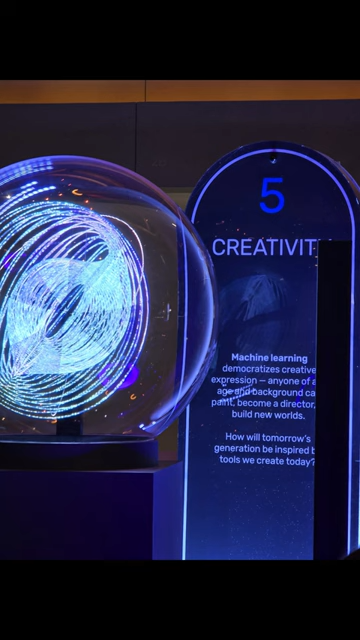 5
CREATIVIT
Machine learning
democratizes creative
expression — anyone of a
age and background ca
paint, become a director,
build new worlds.
How will tomorrow's
generation be inspired b
tools we create today?